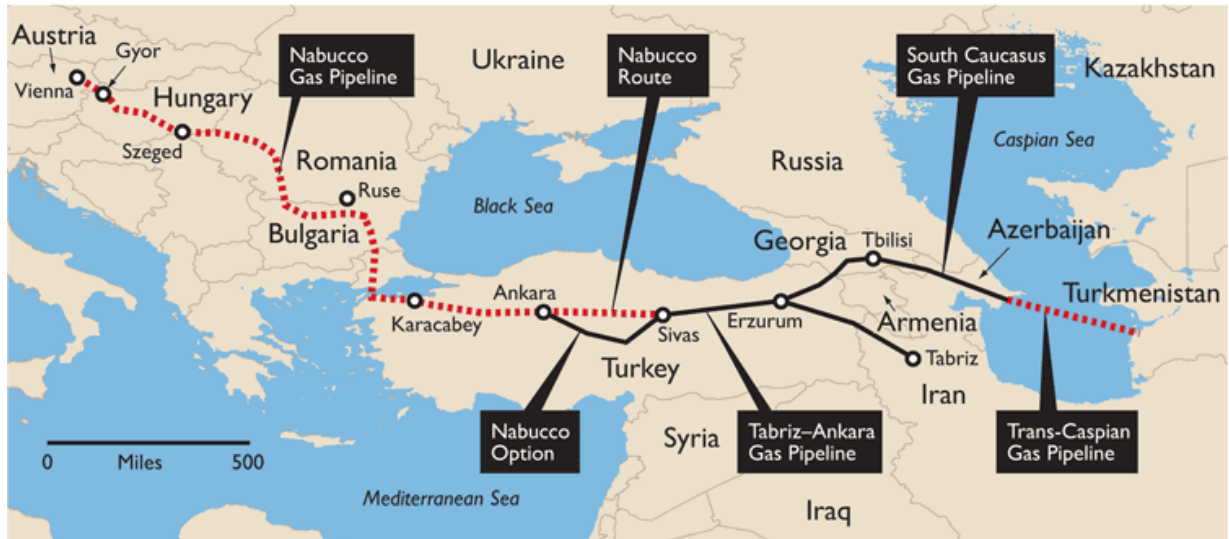 Austria
Gyor
Vienna
Hungary
Szeged
Nabucco
Gas Pipeline
Ukraine
Nabucco
Route
South Caucasus
Gas Pipeline
Kazakhstan
Caspian Sea
Romania
Ruse
Russia
Black Sea
Bulgaria
Georgia
Tbilisi
Azerbaijan
Turkmenistan
Karacabey
Ankara
Sivas
Erzurum
Armenia
Tabriz
Turkey
Iran
Nabucco
Option
Syria
Tabriz–Ankara
Gas Pipeline
Trans-Caspian
Gas Pipeline
0 Miles 500
Mediterranean Sea
Iraq